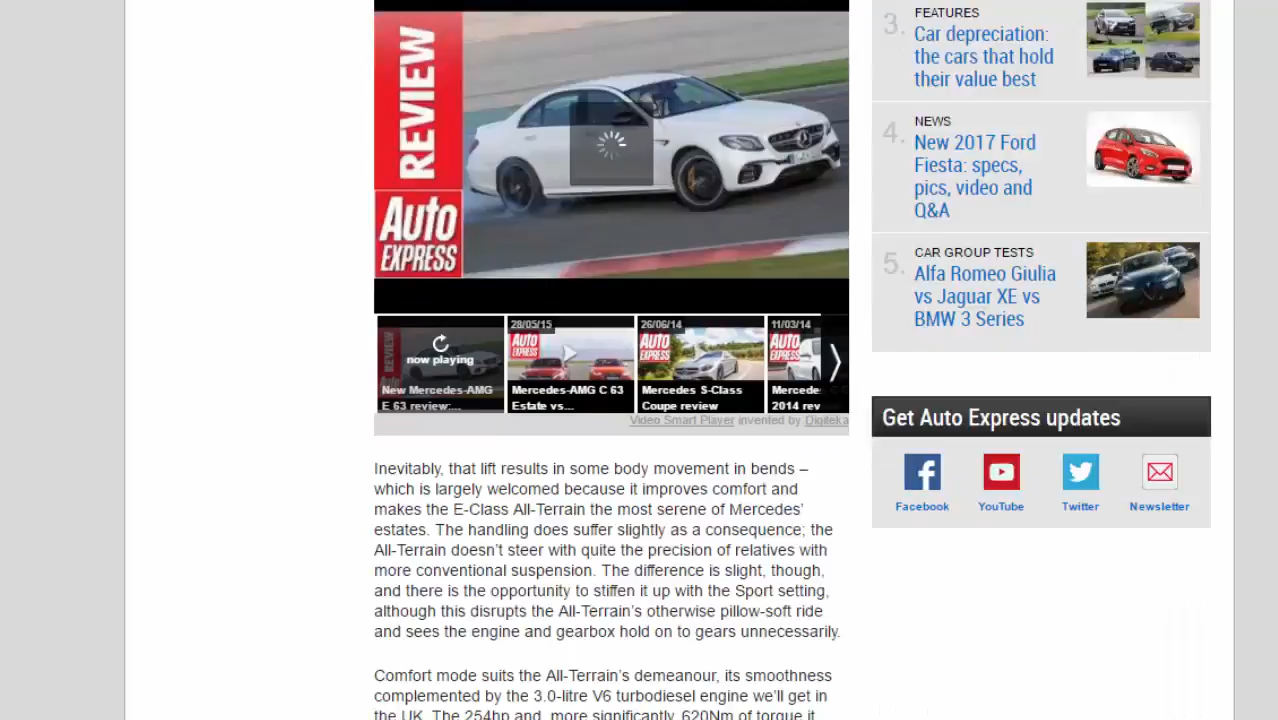 REVIEW
Auto
EXPRESS
now playing
New Mercedes-AMG
E 63 review:...
28/05/15
AUTO
EXPRESS
Mercedes-AMG C 63
Estate vs...
26/06/14
AUTO
EXPRESS
Mercedes S-Class
Coupe review
11/03/14
AUTO
EXPRESS
Mercede
2014 rev
Video Smart Player invented by Digiteka
Inevitably, that lift results in some body movement in bends –
which is largely welcomed because it improves comfort and
makes the E-Class All-Terrain the most serene of Mercedes’
estates. The handling does suffer slightly as a consequence; the
All-Terrain doesn’t steer with quite the precision of relatives with
more conventional suspension. The difference is slight, though,
and there is the opportunity to stiffen it up with the Sport setting,
although this disrupts the All-Terrain’s otherwise pillow-soft ride
and sees the engine and gearbox hold on to gears unnecessarily.
Comfort mode suits the All-Terrain’s demeanour, its smoothness
complemented by the 3.0-litre V6 turbodiesel engine we’ll get in
the UK. The 254hp and, more significantly, 620Nm of torque it
3.
FEATURES
Car depreciation:
the cars that hold
their value best
4.
NEWS
New 2017 Ford
Fiesta: specs,
pics, video and
Q&A
5.
CAR GROUP TESTS
Alfa Romeo Giulia
vs Jaguar XE vs
BMW 3 Series
Get Auto Express updates
Facebook
YouTube
Twitter
Newsletter